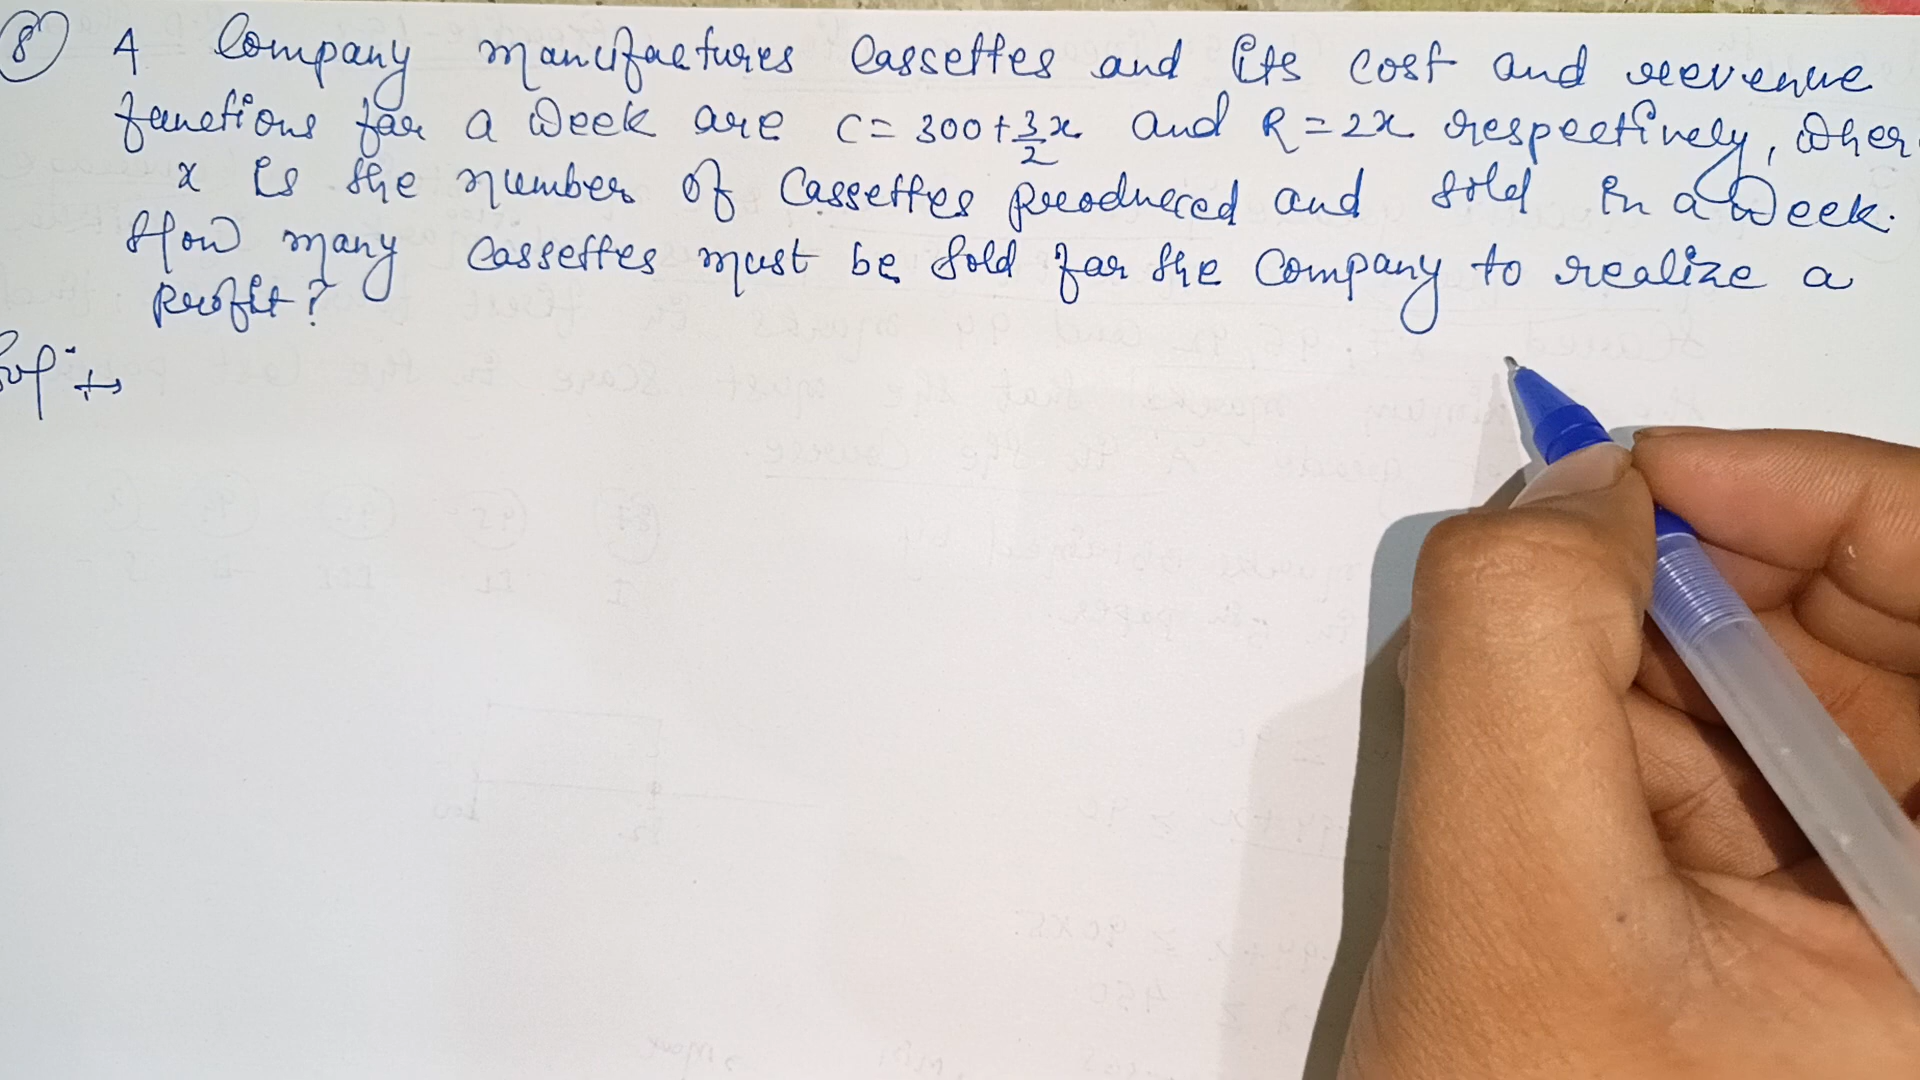 8 A Company manufactures cassettes and its cost and revenue
functions for a week are C = 300 + 3/2 x and R = 2x respectively, wher
x is the number of cassettes produced and sold in a week.
How many cassettes must be sold for the company to realize a
profit?